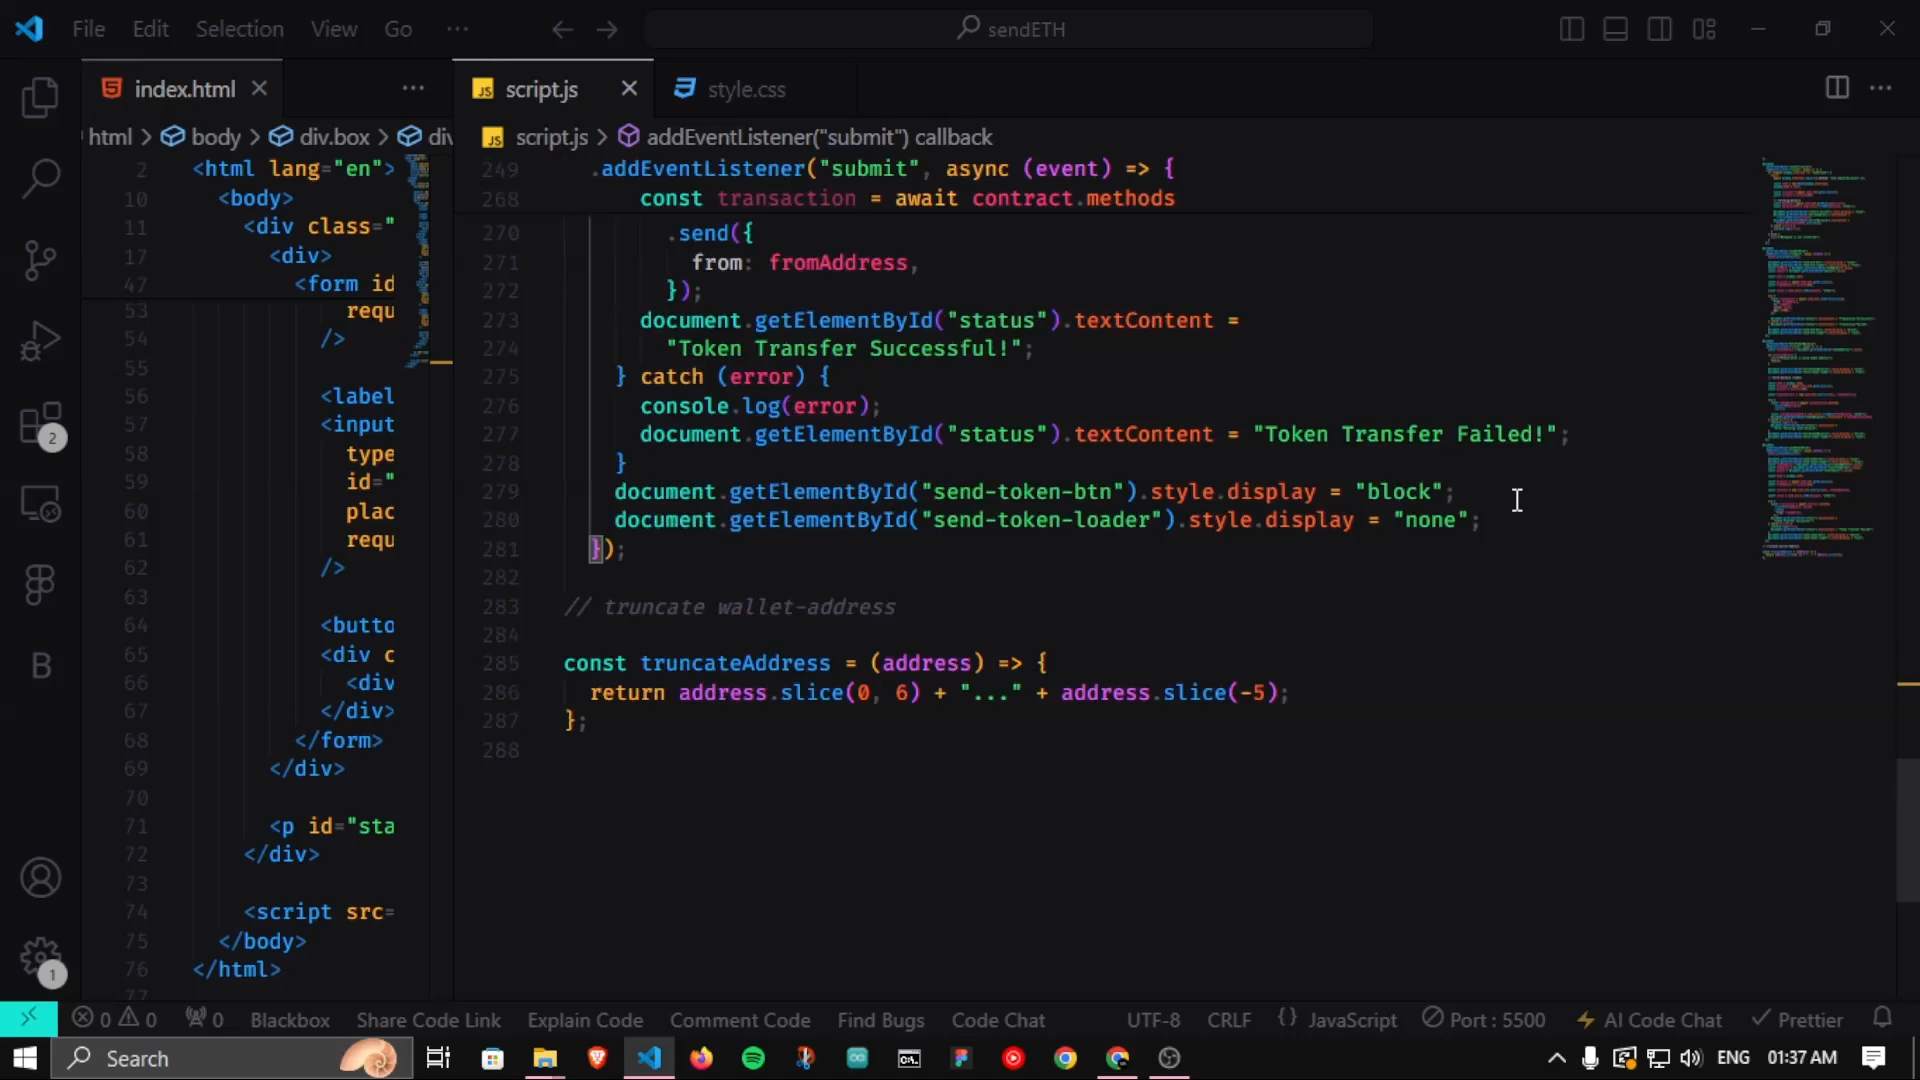 File Edit Selection View Go ··· sendETH
index.html ···
html > body > div.box > div
2 <html lang="en">
10 <body>
11 <div class="
17 <div>
47 <form id
53 requ
54 />
55
56 <label
57 <input
58 type
59 id="
60 plac
61 requ
62 />
63
64 <butto
65 <div c
66 <div
67 </div>
68 </form>
69 </div>
70
71 <p id="sta
72 </div>
73
74 <script src=
75 </body>
76 </html>
77
JS script.js style.css ···
JS script.js > addEventListener("submit") callback
249 .addEventListener("submit", async (event) => {
268 const transaction = await contract.methods
270 .send({
271 from: fromAddress,
272 });
273 document.getElementById("status").textContent =
274 "Token Transfer Successful!";
275 } catch (error) {
276 console.log(error);
277 document.getElementById("status").textContent = "Token Transfer Failed!";
278 }
279 document.getElementById("send-token-btn").style.display = "block";
280 document.getElementById("send-token-loader").style.display = "none";
281 });
282
283 // truncate wallet-address
284
285 const truncateAddress = (address) => {
286 return address.slice(0, 6) + "..." + address.slice(-5);
287 };
288
2
B
1
0 0 0 Blackbox Share Code Link Explain Code Comment Code Find Bugs Code Chat UTF-8 CRLF {} JavaScript Port : 5500 AI Code Chat Prettier
Search ENG 01:37 AM